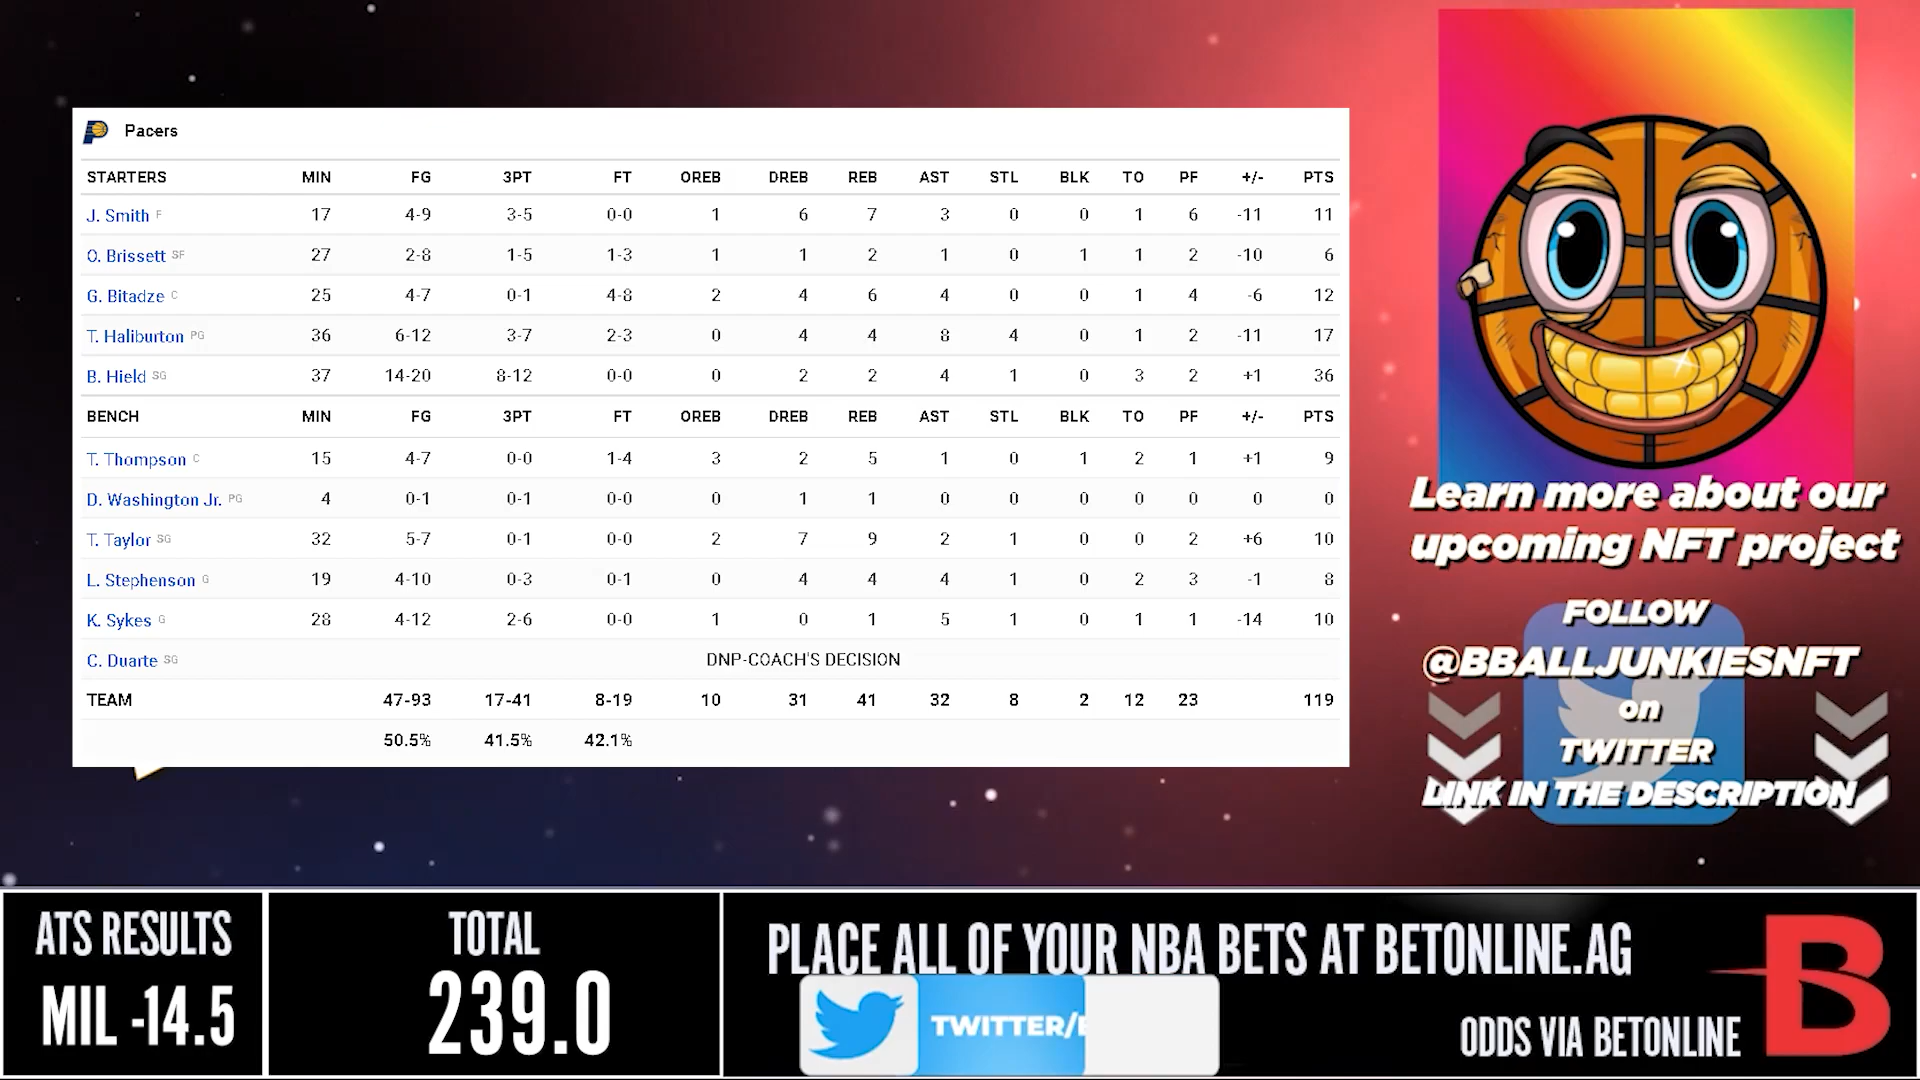 Pacers
STARTERS MIN FG 3PT FT OREB DREB REB AST STL BLK TO PF +/- PTS
J. Smith F 17 4-9 3-5 0-0 1 6 7 3 0 0 1 6 -11 11
O. Brissett SF 27 2-8 1-5 1-3 1 1 2 1 0 1 1 2 -10 6
G. Bitadze C 25 4-7 0-1 4-8 2 4 6 4 0 0 1 4 -6 12
T. Haliburton PG 36 6-12 3-7 2-3 0 4 4 8 4 0 1 2 -11 17
B. Hield SG 37 14-20 8-12 0-0 0 2 2 4 1 0 3 2 +1 36
BENCH MIN FG 3PT FT OREB DREB REB AST STL BLK TO PF +/- PTS
T. Thompson C 15 4-7 0-0 1-4 3 2 5 1 0 1 2 1 +1 9
D. Washington Jr. PG 4 0-1 0-1 0-0 0 1 1 0 0 0 0 0 0 0
T. Taylor SG 32 5-7 0-1 0-0 2 7 9 2 1 0 0 2 +6 10
L. Stephenson G 19 4-10 0-3 0-1 0 4 4 4 1 0 2 3 -1 8
K. Sykes G 28 4-12 2-6 0-0 1 0 1 5 1 0 1 1 -14 10
C. Duarte SG DNP-COACH'S DECISION
TEAM 47-93 17-41 8-19 10 31 41 32 8 2 12 23 119
50.5% 41.5% 42.1%
Learn more about our
upcoming NFT project
FOLLOW
@BBALLJUNKIESNFT
on
TWITTER
LINK IN THE DESCRIPTION
ATS RESULTS
MIL -14.5
TOTAL
239.0
PLACE ALL OF YOUR NBA BETS AT BETONLINE.AG
TWITTER/
ODDS VIA BETONLINE
B